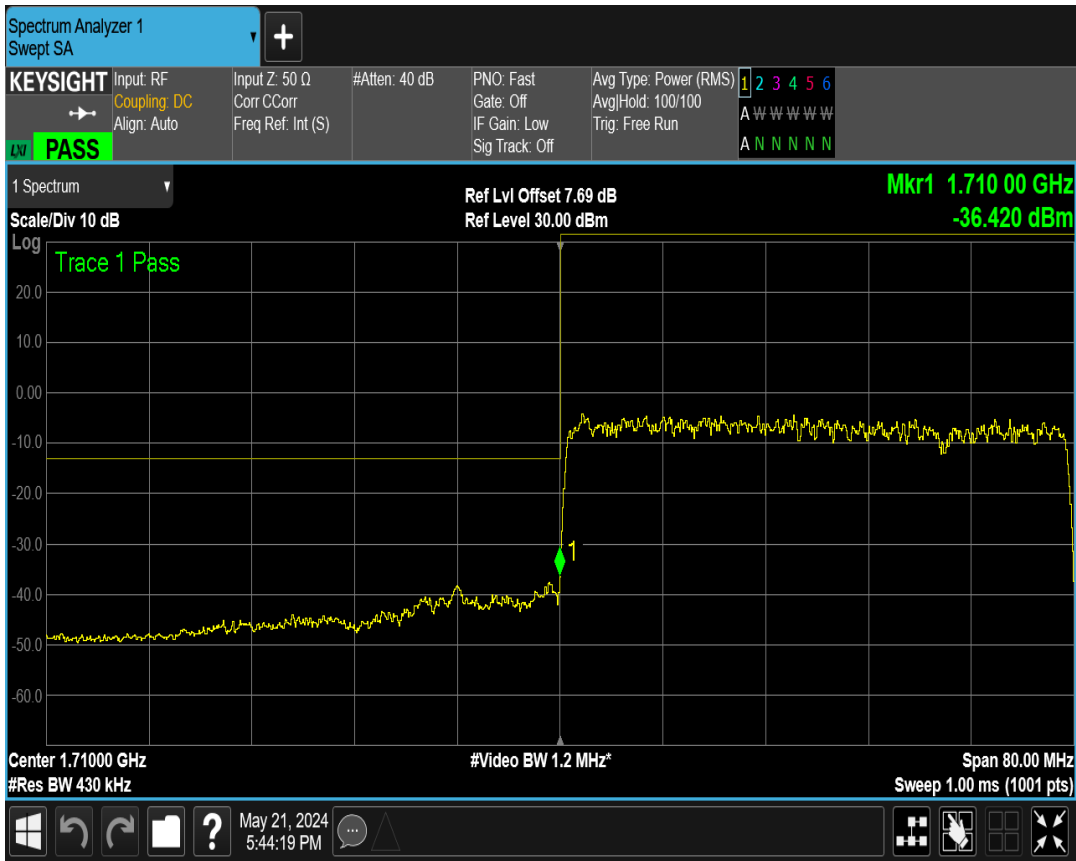 Spectrum Analyzer 1
Swept SA
+
KEYSIGHT
LXI PASS
Input: RF
Coupling: DC
Align: Auto
Input Z: 50 Ω
Corr CCorr
Freq Ref: Int (S)
#Atten: 40 dB
PNO: Fast
Gate: Off
IF Gain: Low
Sig Track: Off
Avg Type: Power (RMS)
Avg|Hold: 100/100
Trig: Free Run
1 2 3 4 5 6
A W W W W W
A N N N N N
1 Spectrum
Scale/Div 10 dB
Ref Lvl Offset 7.69 dB
Ref Level 30.00 dBm
Mkr1 1.710 00 GHz
-36.420 dBm
Log
Trace 1 Pass
20.0
10.0
0.00
-10.0
-20.0
-30.0
1
-40.0
-50.0
-60.0
Center 1.71000 GHz
#Video BW 1.2 MHz*
Span 80.00 MHz
#Res BW 430 kHz
Sweep 1.00 ms (1001 pts)
?
May 21, 2024
5:44:19 PM